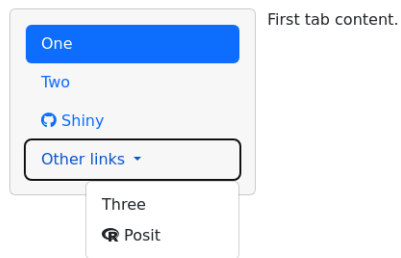 One
First tab content.
Two
Shiny
Other links
Three
Posit